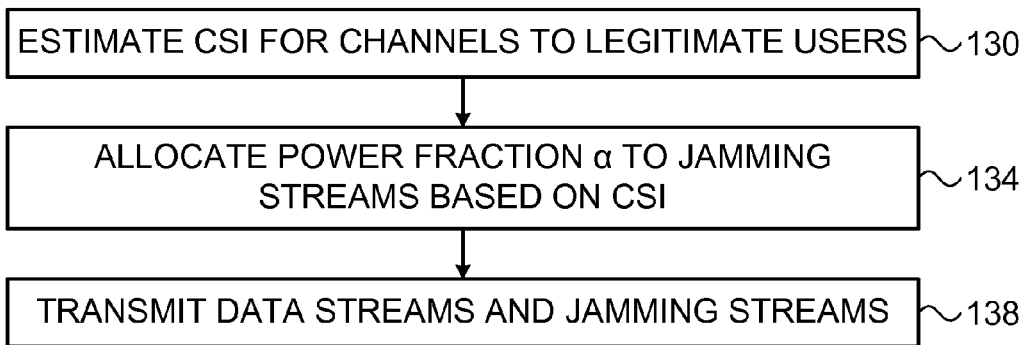 ESTIMATE CSI FOR CHANNELS TO LEGITIMATE USERS 130
ALLOCATE POWER FRACTION α TO JAMMING
STREAMS BASED ON CSI 134
TRANSMIT DATA STREAMS AND JAMMING STREAMS 138